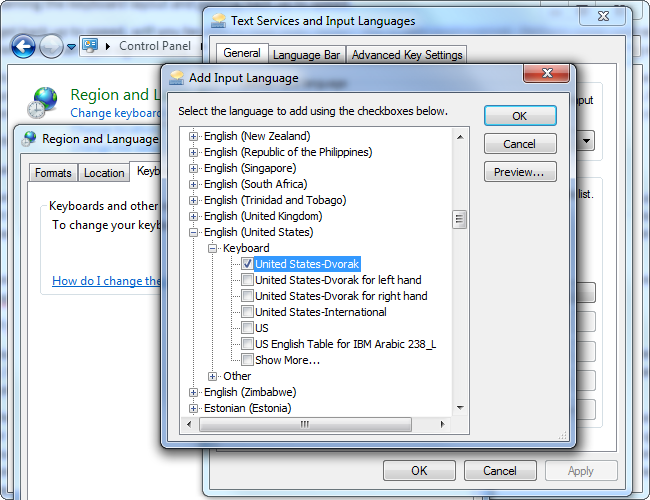 Text Services and Input Languages
Control Panel
General
Language Bar
Advanced Key Settings
Region and L
Change keyboard
Add Input Language
Select the language to add using the checkboxes below.
OK
Cancel
Preview...
English (New Zealand)
English (Republic of the Philippines)
English (Singapore)
English (South Africa)
English (Trinidad and Tobago)
English (United Kingdom)
English (United States)
Keyboard
United States-Dvorak
United States-Dvorak for left hand
United States-Dvorak for right hand
United States-International
US
US English Table for IBM Arabic 238_L
Show More...
Other
English (Zimbabwe)
Estonian (Estonia)
Region and Language
Formats
Location
Keyb
Keyboards and other
To change your keyb
How do I change the
put
list.
OK
Cancel
Apply